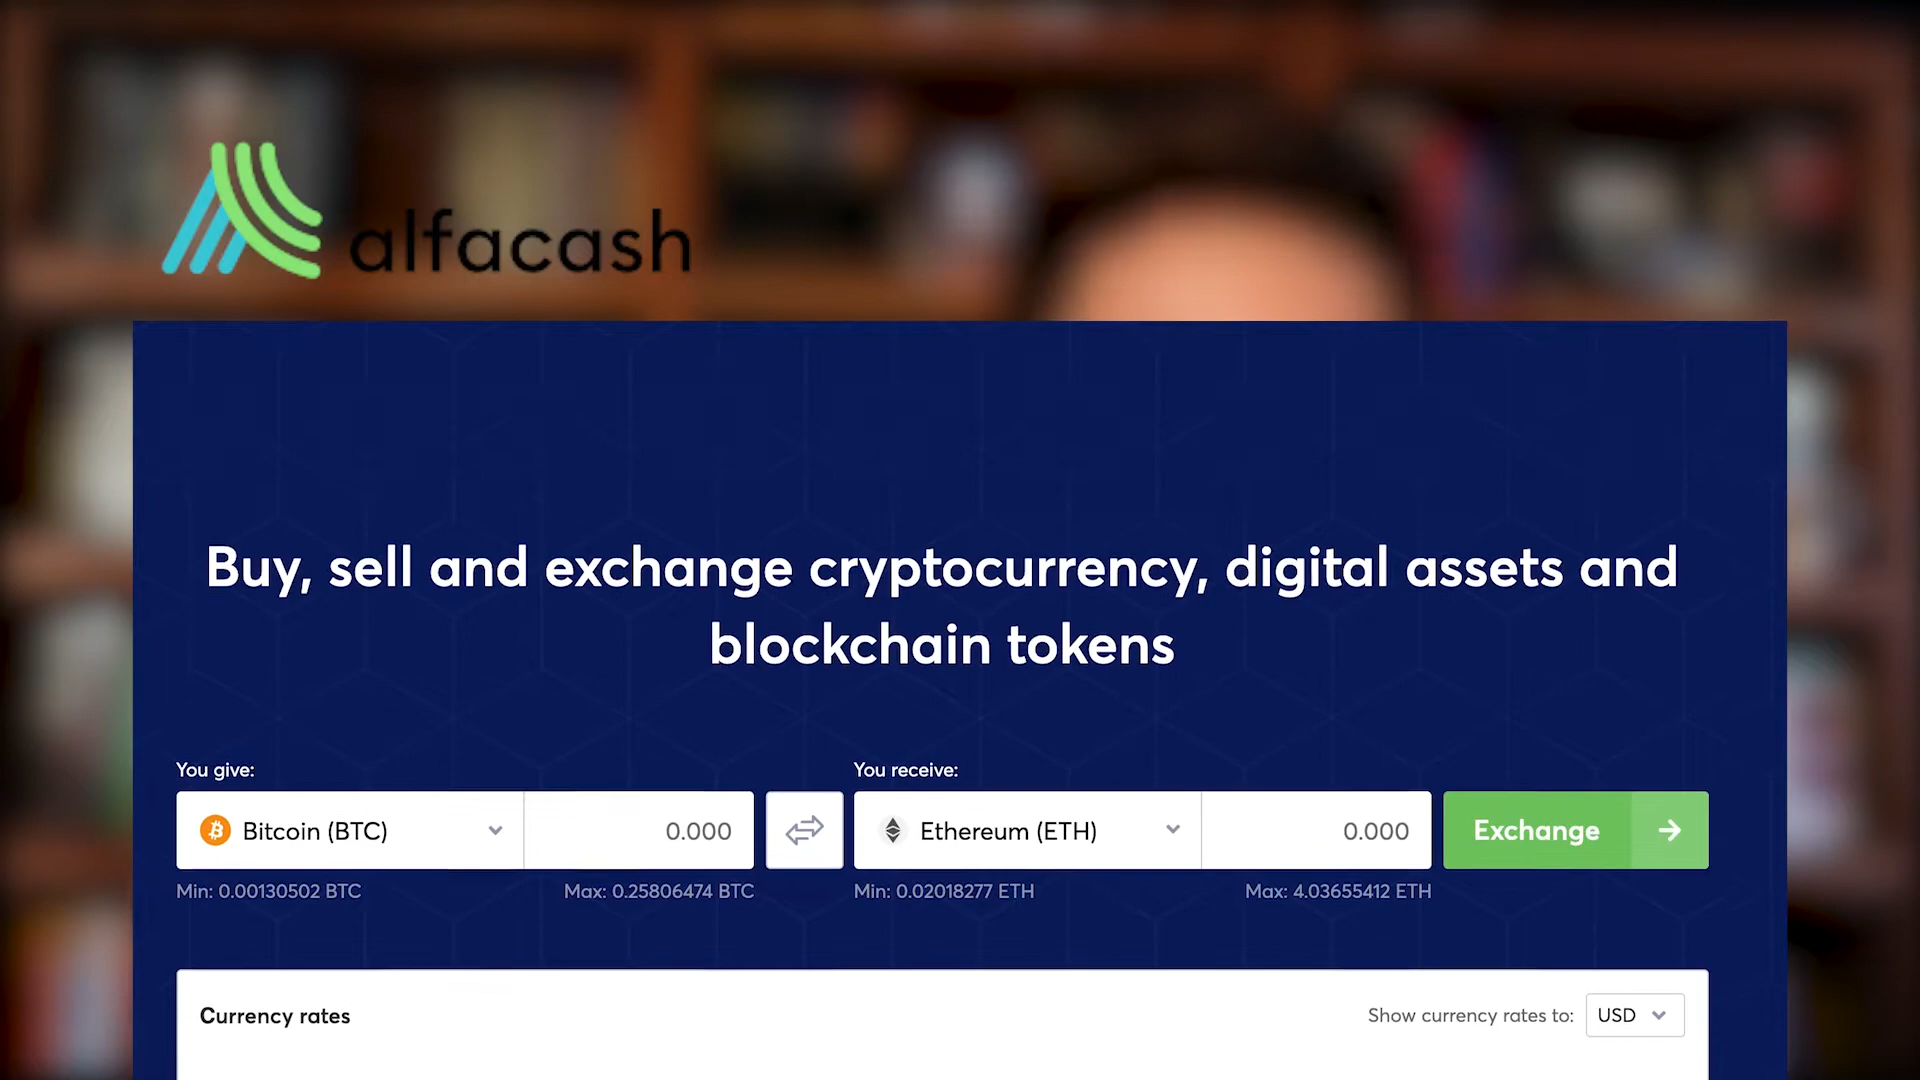 alfacash
Buy, sell and exchange cryptocurrency, digital assets and
blockchain tokens
You give:
You receive:
Bitcoin (BTC)
0.000
Ethereum (ETH)
0.000
Exchange
Min: 0.00130502 BTC
Max: 0.25806474 BTC
Min: 0.02018277 ETH
Max: 4.03655412 ETH
Currency rates
Show currency rates to:
USD